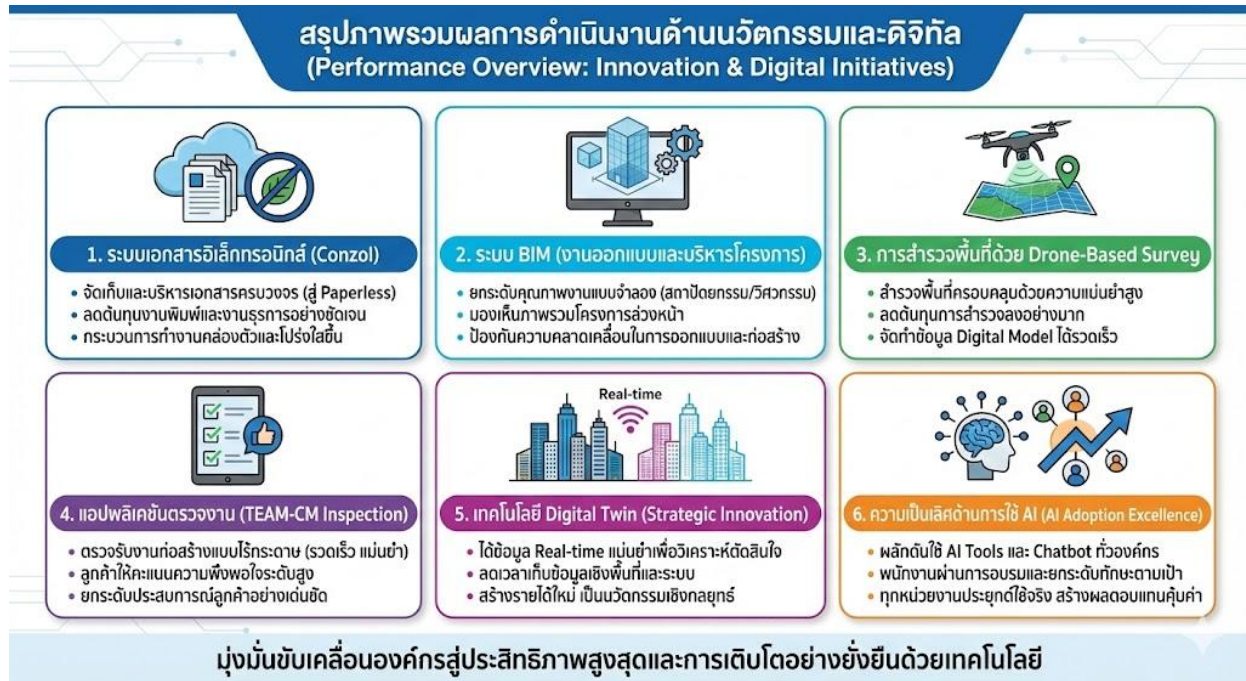 สรุปภาพรวมผลการดำเนินงานด้านนวัตกรรมและดิจิทัล
(Performance Overview: Innovation & Digital Initiatives)
1. ระบบเอกสารอิเล็กทรอนิกส์ (Conzol)
• จัดเก็บและบริหารเอกสารครบวงจร (สู่ Paperless)
• ลดต้นทุนงานพิมพ์และงานธุรการอย่างชัดเจน
• กระบวนการทำงานคล่องตัวและโปร่งใสขึ้น
2. ระบบ BIM (งานออกแบบและบริหารโครงการ)
• ยกระดับคุณภาพงานแบบจำลอง (สถาปัตยกรรม/วิศวกรรม)
• มองเห็นภาพรวมโครงการล่วงหน้า
• ป้องกันความคลาดเคลื่อนในการออกแบบและก่อสร้าง
3. การสำรวจพื้นที่ด้วย Drone-Based Survey
• สำรวจพื้นที่ครอบคลุมด้วยความแม่นยำสูง
• ลดต้นทุนการสำรวจลงอย่างมาก
• จัดทำข้อมูล Digital Model ได้รวดเร็ว
4. แอปพลิเคชันตรวจงาน (TEAM-CM Inspection)
• ตรวจรับงานก่อสร้างแบบไร้กระดาษ (รวดเร็ว แม่นยำ)
• ลูกค้าให้คะแนนความพึงพอใจระดับสูง
• ยกระดับประสบการณ์ลูกค้าอย่างเด่นชัด
Real-time
5. เทคโนโลยี Digital Twin (Strategic Innovation)
• ได้ข้อมูล Real-time แม่นยำเพื่อวิเคราะห์ตัดสินใจ
• ลดเวลาเก็บข้อมูลเชิงพื้นที่และระบบ
• สร้างรายได้ใหม่ เป็นนวัตกรรมเชิงกลยุทธ์
6. ความเป็นเลิศด้านการใช้ AI (AI Adoption Excellence)
• ผลักดันใช้ AI Tools และ Chatbot ทั่วองค์กร
• พนักงานผ่านการอบรมและยกระดับทักษะตามเป้า
• ทุกหน่วยงานประยุกต์ใช้จริง สร้างผลตอบแทนคุ้มค่า
มุ่งมั่นขับเคลื่อนองค์กรสู่ประสิทธิภาพสูงสุดและการเติบโตอย่างยั่งยืนด้วยเทคโนโลยี